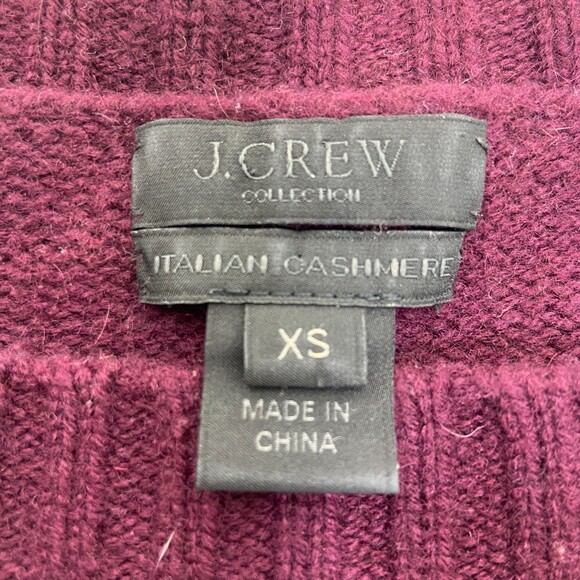 J.CREW
COLLECTION
ITALIAN CASHMERE
XS
MADE IN
CHINA